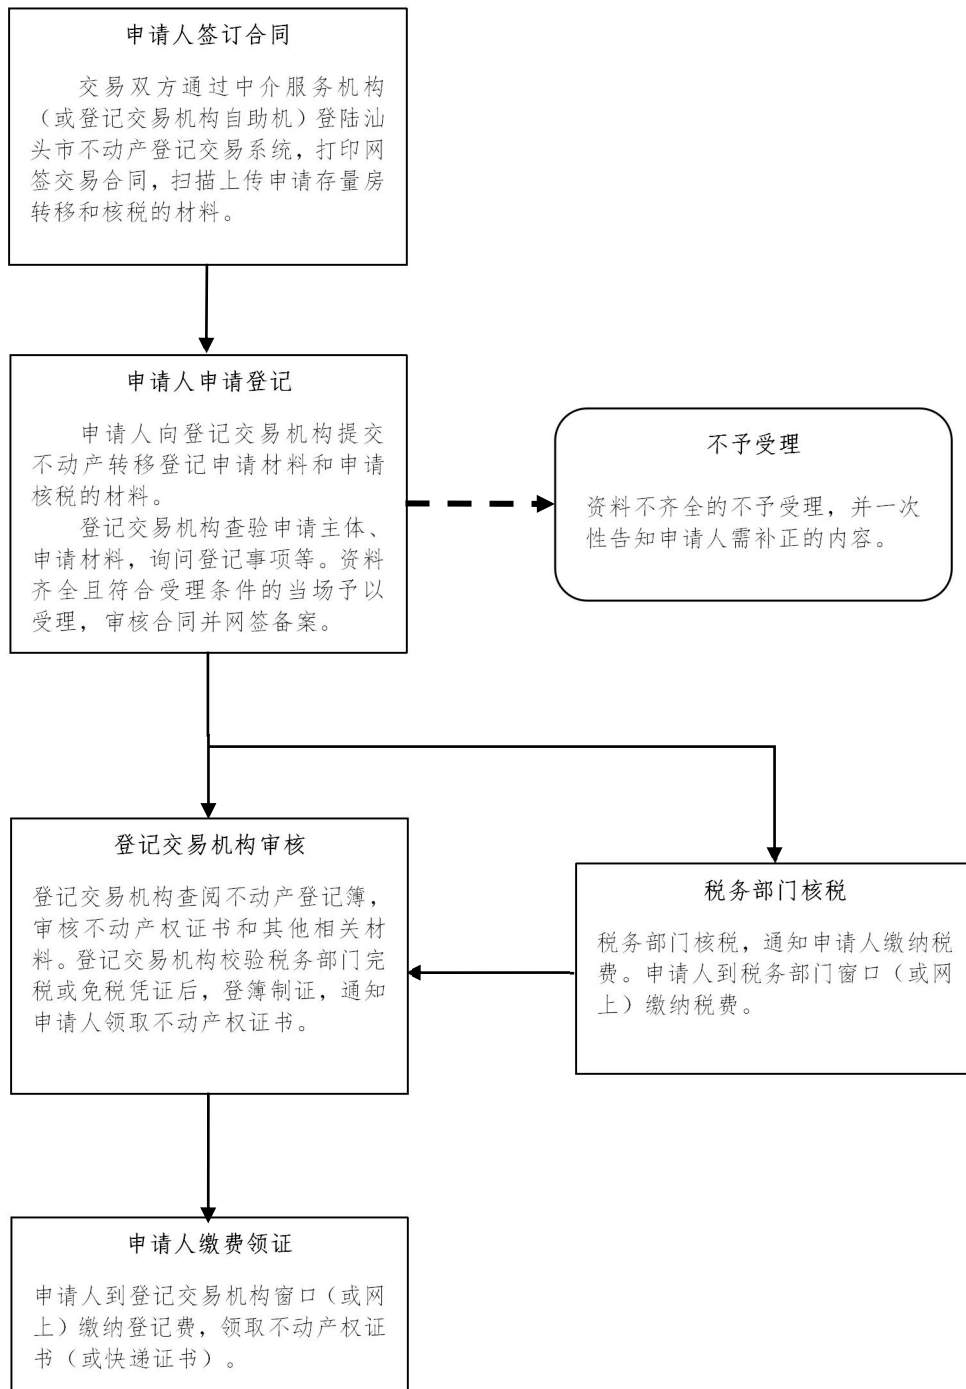 申请人签订合同
交易双方通过中介服务机构
（或登记交易机构自助机）登陆汕
头市不动产登记交易系统，打印网
签交易合同，扫描上传申请存量房
转移和核税的材料。
申请人申请登记
申请人向登记交易机构提交
不动产转移登记申请材料和申请
核税的材料。
登记交易机构查验申请主体、
申请材料，询问登记事项等。资料
齐全且符合受理条件的当场予以
受理，审核合同并网签备案。
不予受理
资料不齐全的不予受理，并一次
性告知申请人需补正的内容。
登记交易机构审核
登记交易机构查阅不动产登记簿，
审核不动产权证书和其他相关材
料。登记交易机构校验税务部门完
税或免税凭证后，登簿制证，通知
申请人领取不动产权证书。
税务部门核税
税务部门核税，通知申请人缴纳税
费。申请人到税务部门窗口（或网
上）缴纳税费。
申请人缴费领证
申请人到登记交易机构窗口（或网
上）缴纳登记费，领取不动产权证
书（或快递证书）。